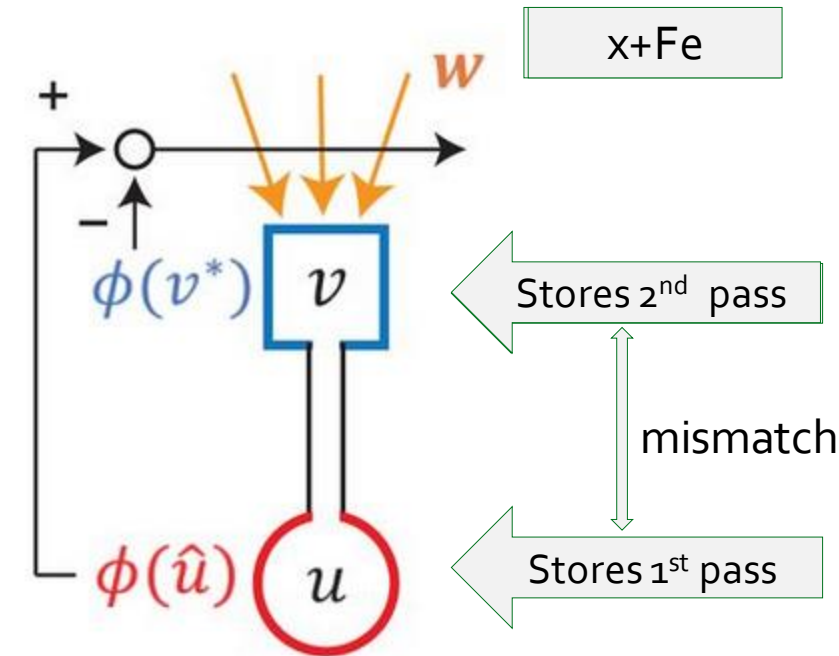 x+Fe
w
+
−
ϕ(v*)
v
Stores 2nd pass
mismatch
ϕ(û)
u
Stores 1st pass